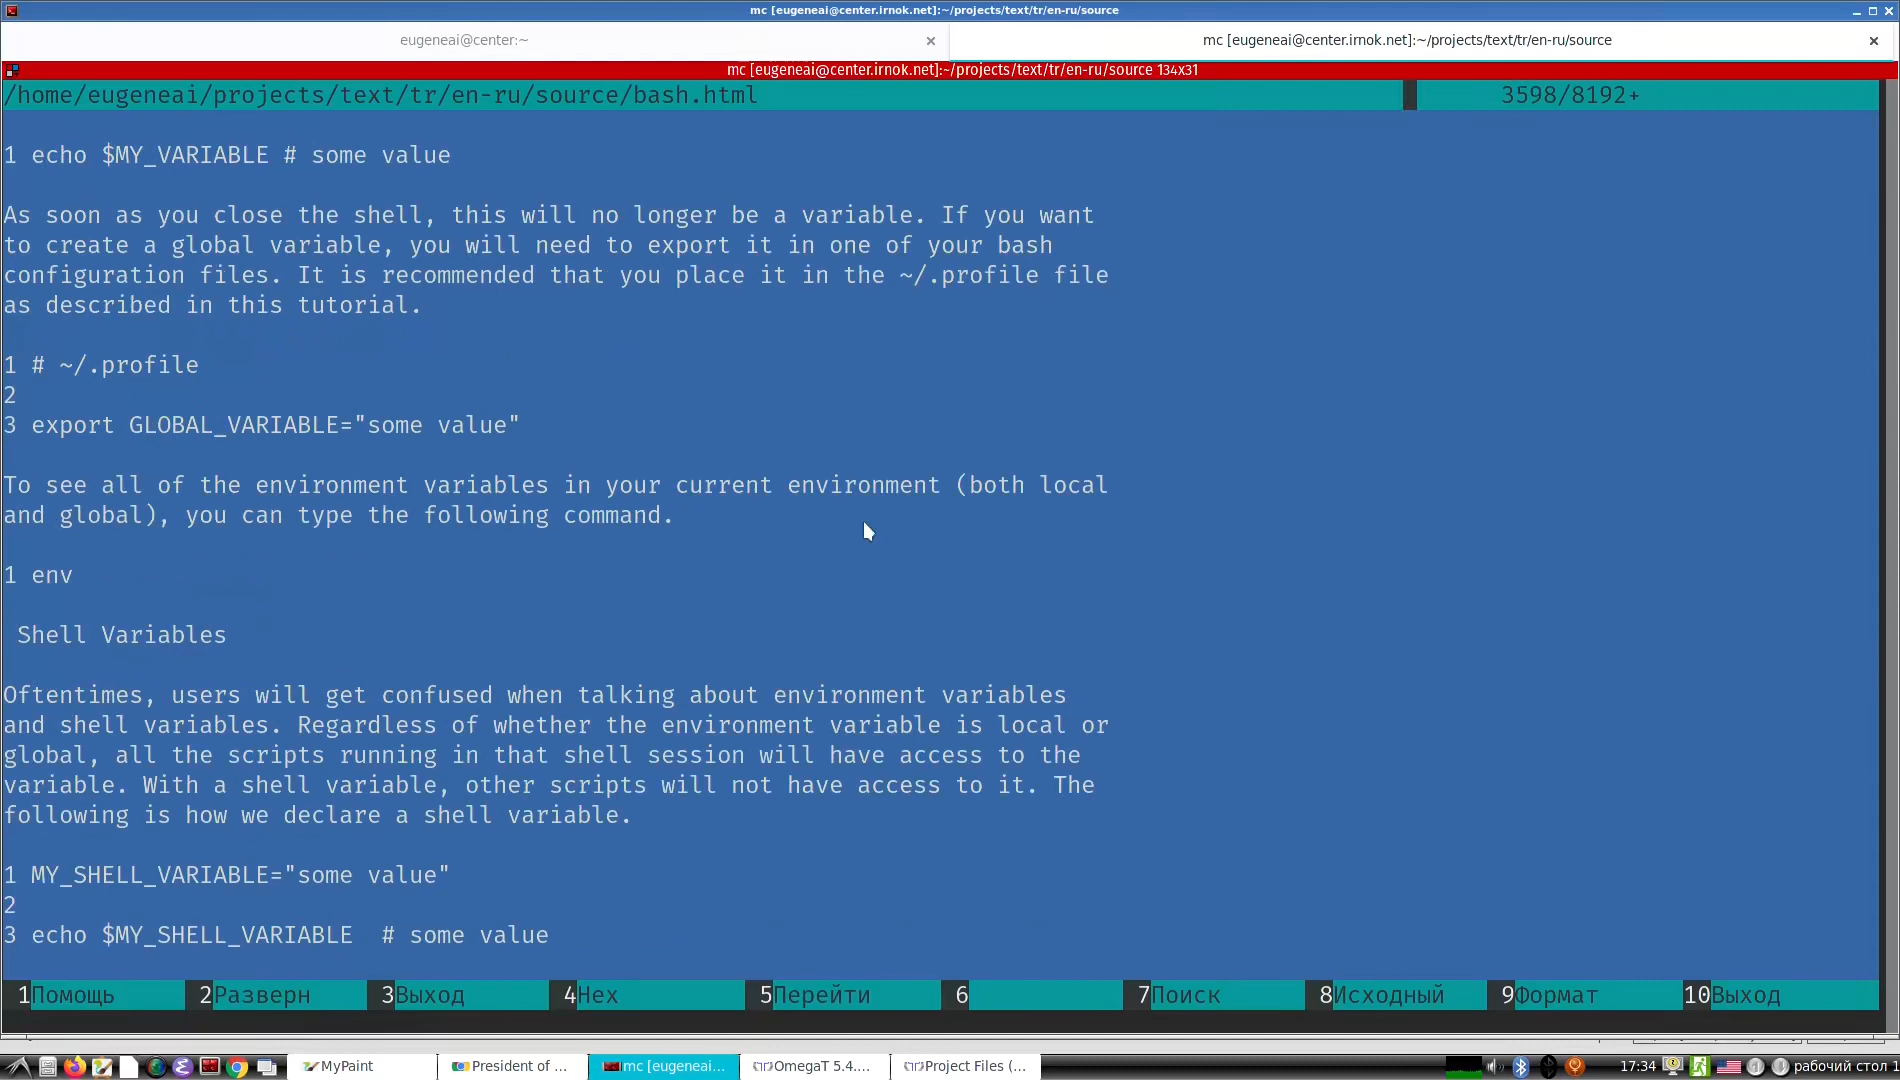 mc [eugeneai@center.irnok.net]:~/projects/text/tr/en-ru/source
eugeneai@center:~
mc [eugeneai@center.irnok.net]:~/projects/text/tr/en-ru/source
mc [eugeneai@center.irnok.net]:~/projects/text/tr/en-ru/source 134x31
/home/eugeneai/projects/text/tr/en-ru/source/bash.html 3598/8192+
1 echo $MY_VARIABLE # some value
As soon as you close the shell, this will no longer be a variable. If you want
to create a global variable, you will need to export it in one of your bash
configuration files. It is recommended that you place it in the ~/.profile file
as described in this tutorial.
1 # ~/.profile
2
3 export GLOBAL_VARIABLE="some value"
To see all of the environment variables in your current environment (both local
and global), you can type the following command.
1 env
Shell Variables
Oftentimes, users will get confused when talking about environment variables
and shell variables. Regardless of whether the environment variable is local or
global, all the scripts running in that shell session will have access to the
variable. With a shell variable, other scripts will not have access to it. The
following is how we declare a shell variable.
1 MY_SHELL_VARIABLE="some value"
2
3 echo $MY_SHELL_VARIABLE  # some value
1Помощь 2Разверн 3Выход 4Hex 5Перейти 6 7Поиск 8Исходный 9Формат 10Выход
MyPaint President of ... mc [eugeneai... OmegaT 5.4.... Project Files (... 17:34 рабочий стол 1